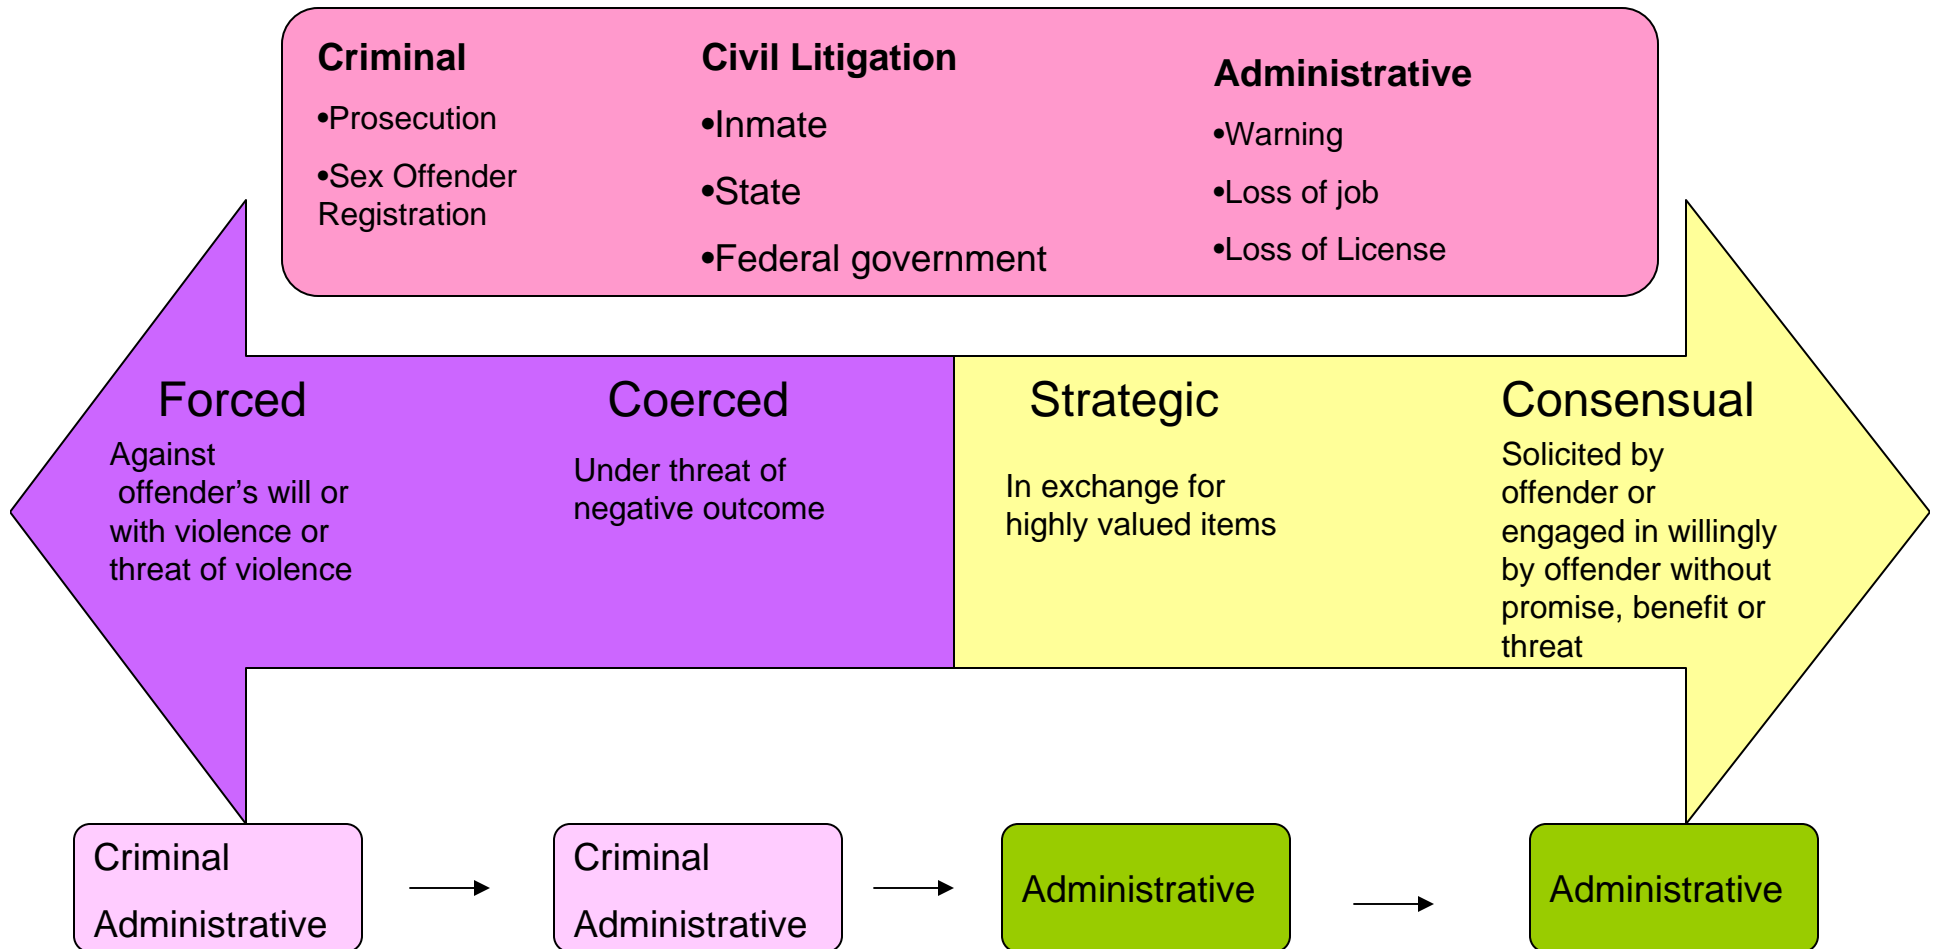 Criminal
•Prosecution
•Sex Offender
Registration
Civil Litigation
•Inmate
•State
•Federal government
Administrative
•Warning
•Loss of job
•Loss of License
Forced
Against
offender’s will or
with violence or
threat of violence
Coerced
Under threat of
negative outcome
Strategic
In exchange for
highly valued items
Consensual
Solicited by
offender or
engaged in willingly
by offender without
promise, benefit or
threat
Criminal
Administrative
Criminal
Administrative
Administrative
Administrative